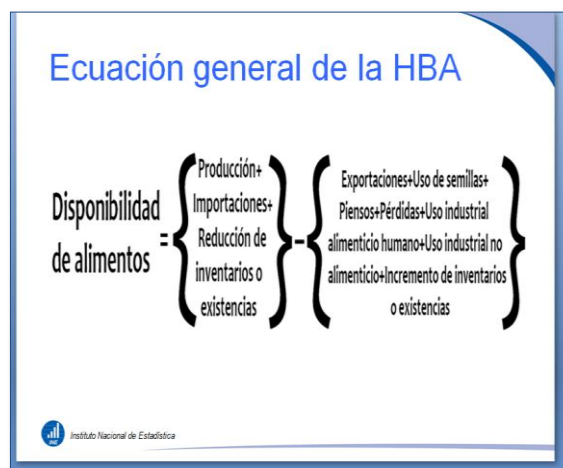 Ecuación general de la HBA
Disponibilidad
de alimentos
=
Producción+
Importaciones+
Reducción de
inventarios o
existencias
-
Exportaciones+Uso de semillas+
Piensos+Pérdidas+Uso industrial
alimenticio humano+Uso industrial no
alimenticio+Incremento de inventarios
o existencias
INE
Instituto Nacional de Estadística